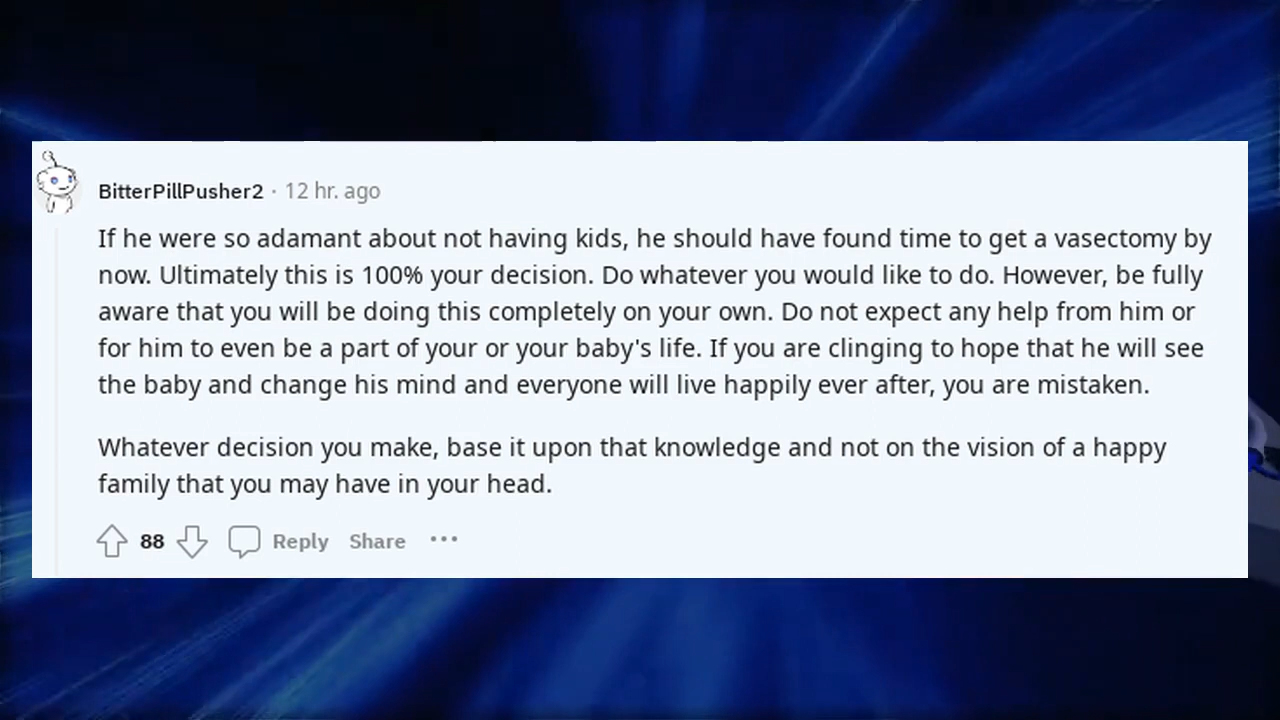 BitterPillPusher2 · 12 hr. ago
If he were so adamant about not having kids, he should have found time to get a vasectomy by
now. Ultimately this is 100% your decision. Do whatever you would like to do. However, be fully
aware that you will be doing this completely on your own. Do not expect any help from him or
for him to even be a part of your or your baby's life. If you are clinging to hope that he will see
the baby and change his mind and everyone will live happily ever after, you are mistaken.
Whatever decision you make, base it upon that knowledge and not on the vision of a happy
family that you may have in your head.
88 Reply Share •••